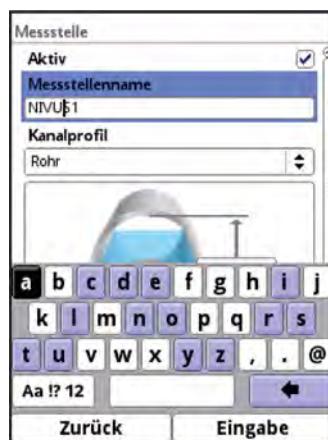 Messstelle
Aktiv
Messstellenname
NIVUS1
Kanalprofil
Rohr
a b c d e f g h i j
k l m n o p q r s
t u v w x y z , . @
Aa !? 12
Zurück Eingabe